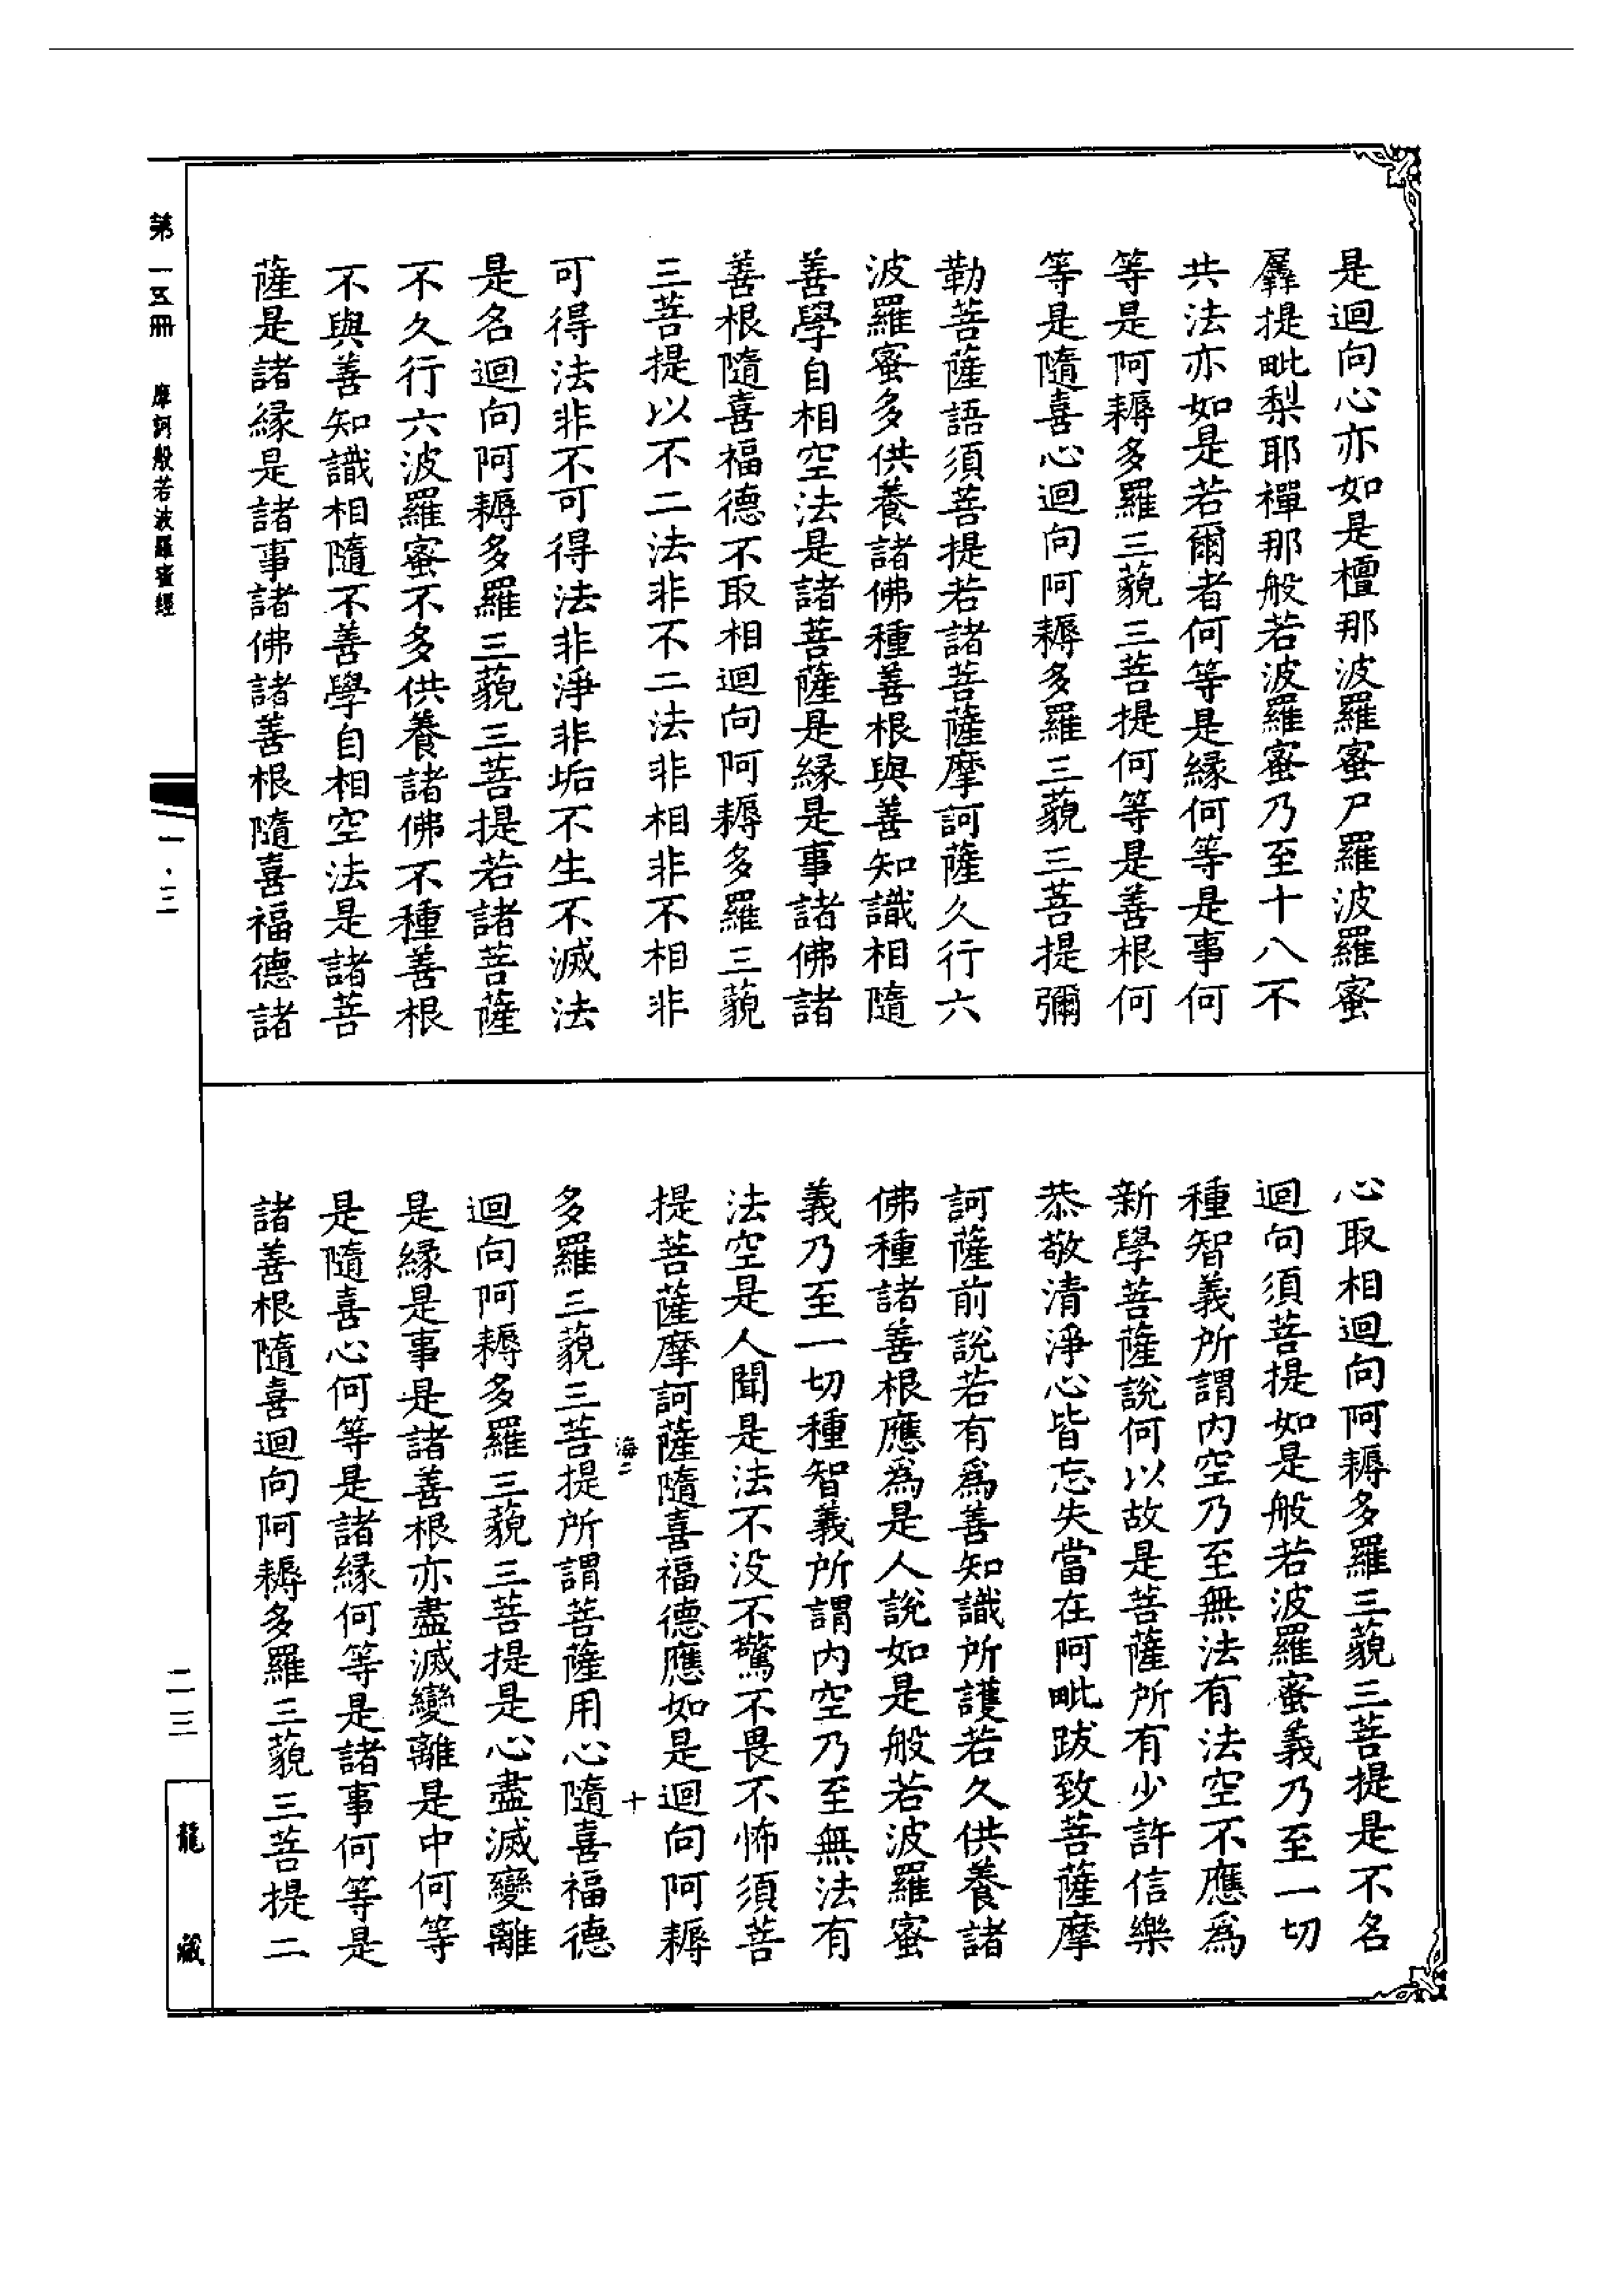 是迴向心亦如是檀那波羅蜜尸羅波羅蜜
羼提毗梨耶禪那般若波羅蜜乃至十八不
共法亦如是若爾者何等是緣何等是事何
等是阿耨多羅三藐三菩提何等是善根何
等是隨喜心迴向阿耨多羅三藐三菩提彌
勒菩薩語須菩提若諸菩薩摩訶薩久行六
波羅蜜多供養諸佛種善根與善知識相隨
善學自相空法是諸菩薩是緣是事諸佛諸
善根隨喜福德不取相迴向阿耨多羅三藐
三菩提以不二法非不二法非相非不相非
可得法非不可得法非淨非垢不生不滅法
是名迴向阿耨多羅三藐三菩提若諸菩薩
不久行六波羅蜜不多供養諸佛不種善根
不與善知識相隨不善學自相空法是諸菩
薩是諸緣是諸事諸佛諸善根隨喜福德諸
心取相迴向阿耨多羅三藐三菩提是不名
迴向須菩提如是般若波羅蜜義乃至一切
種智義所謂內空乃至無法有法空不應為
新學菩薩說何以故是菩薩所有少許信樂
恭敬清淨心皆忘失當在阿毗跋致菩薩摩
訶薩前說若有為善知識所護若久供養諸
佛種諸善根應為是人說如是般若波羅蜜
義乃至一切種智義所謂內空乃至無法有
法空是人聞是法不没不驚不畏不怖須菩
提菩薩摩訶薩隨喜福德應如是迴向阿耨
海二 十
多羅三藐三菩提所謂菩薩用心隨喜福德
迴向阿耨多羅三藐三菩提是心盡滅變離
是緣是事是諸善根亦盡滅變離是中何等
是隨喜心何等是諸緣何等是諸事何等是
諸善根隨喜迴向阿耨多羅三藐三菩提二
第一五冊 摩訶般若波羅蜜經
一·三
二三
龍藏